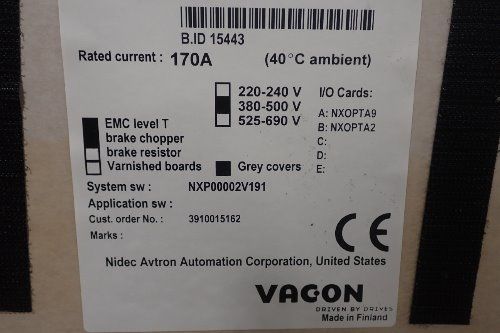 B.ID 15443
Rated current : 170A (40°C ambient)
220-240 V
380-500 V
525-690 V
I/O Cards:
A: NXOPTA9
B: NXOPTA2
C:
D:
E:
EMC level T
brake chopper
brake resistor
Varnished boards
Grey covers
System sw : NXP00002V191
Application sw :
Cust. order No. : 3910015162
Marks :
CE
Nidec Avtron Automation Corporation, United States
VACON
DRIVEN BY DRIVES
Made in Finland